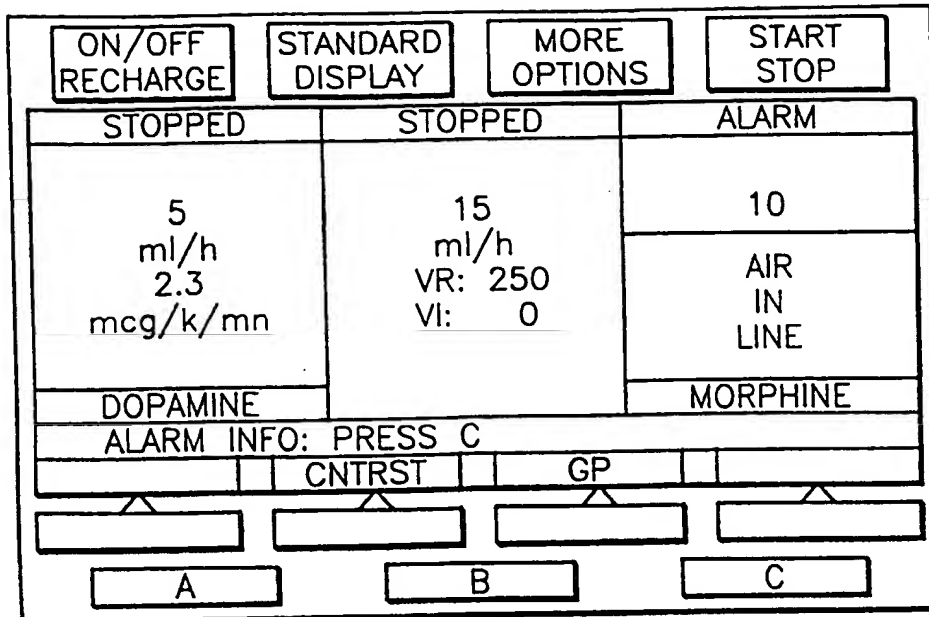 ON/OFF
RECHARGE
STANDARD
DISPLAY
MORE
OPTIONS
START
STOP
STOPPED
5
ml/h
2.3
mcg/k/mn
DOPAMINE
STOPPED
15
ml/h
VR: 250
VI: 0
ALARM
10
AIR
IN
LINE
MORPHINE
ALARM INFO: PRESS C
CNTRST
GP
A
B
C